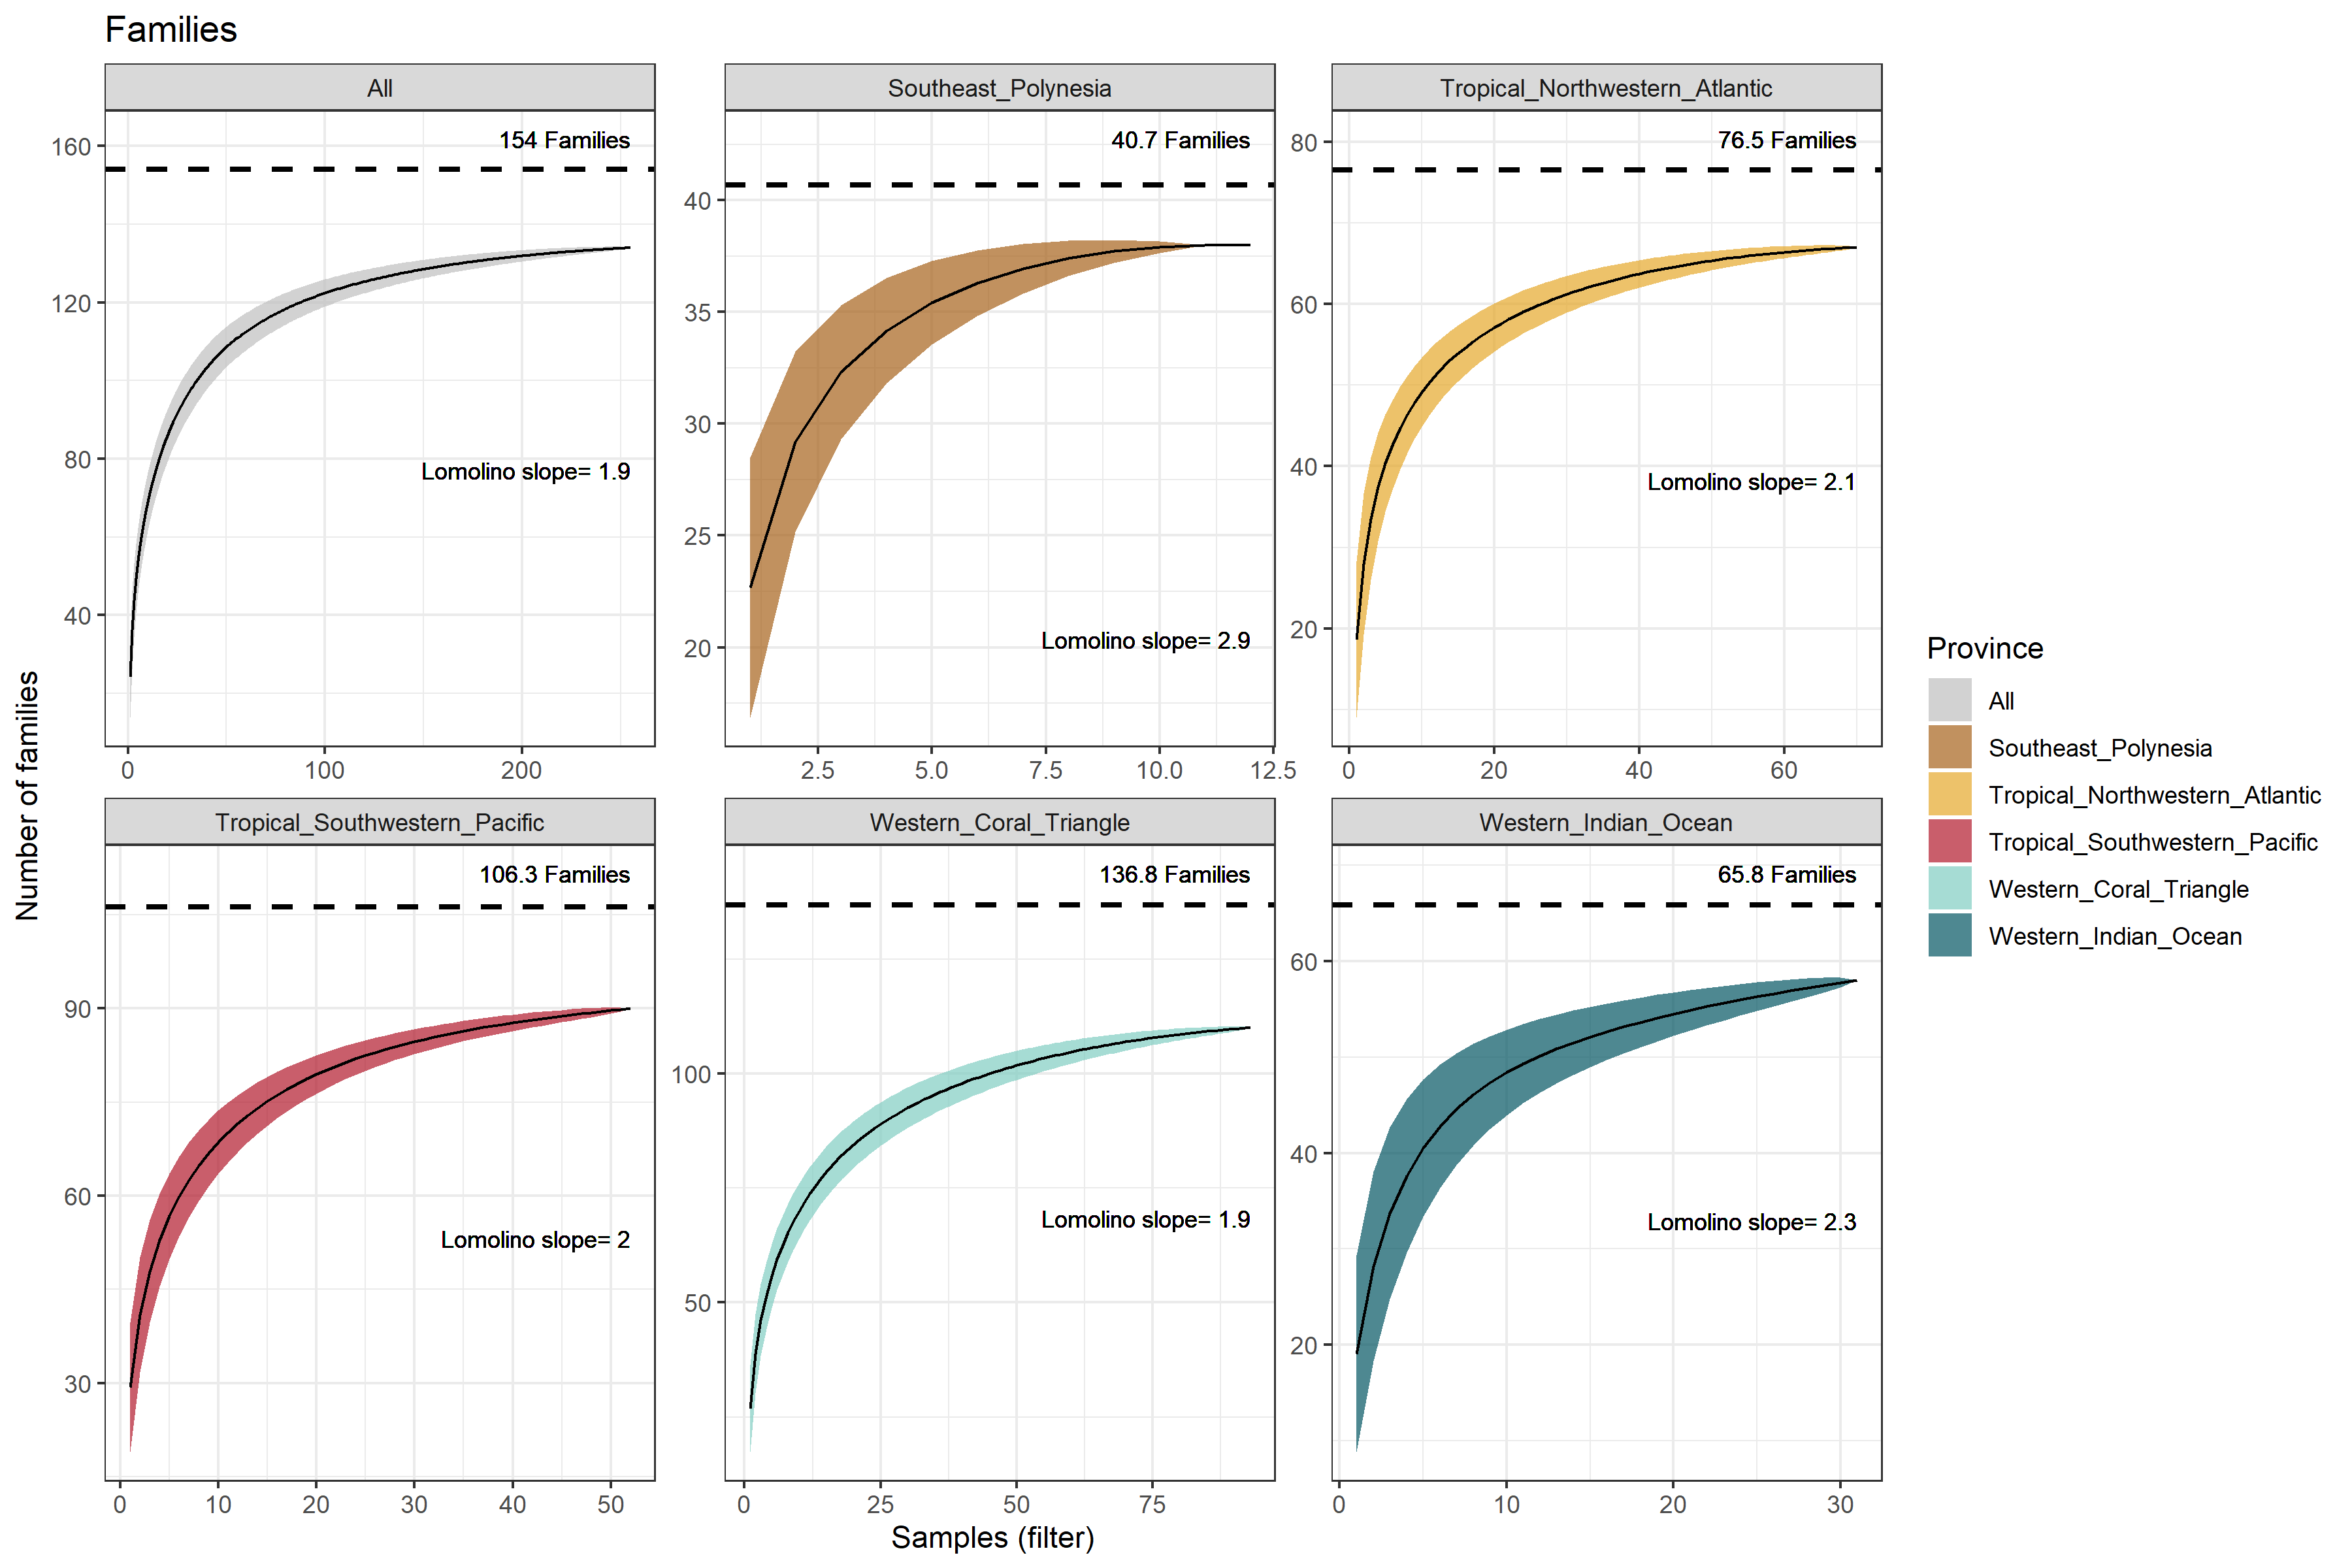 Families
All
Southeast_Polynesia
Tropical_Northwestern_Atlantic
154 Families
40.7 Families
76.5 Families
Lomolino slope= 1.9
Lomolino slope= 2.9
Lomolino slope= 2.1
160
120
80
40
40
35
30
25
20
80
60
40
20
0 100 200
2.5 5.0 7.5 10.0 12.5
0 20 40 60
Tropical_Southwestern_Pacific
Western_Coral_Triangle
Western_Indian_Ocean
106.3 Families
136.8 Families
65.8 Families
Lomolino slope= 2
Lomolino slope= 1.9
Lomolino slope= 2.3
90
60
30
100
50
60
40
20
0 10 20 30 40 50
0 25 50 75
0 10 20 30
Number of families
Samples (filter)
Province
All
Southeast_Polynesia
Tropical_Northwestern_Atlantic
Tropical_Southwestern_Pacific
Western_Coral_Triangle
Western_Indian_Ocean